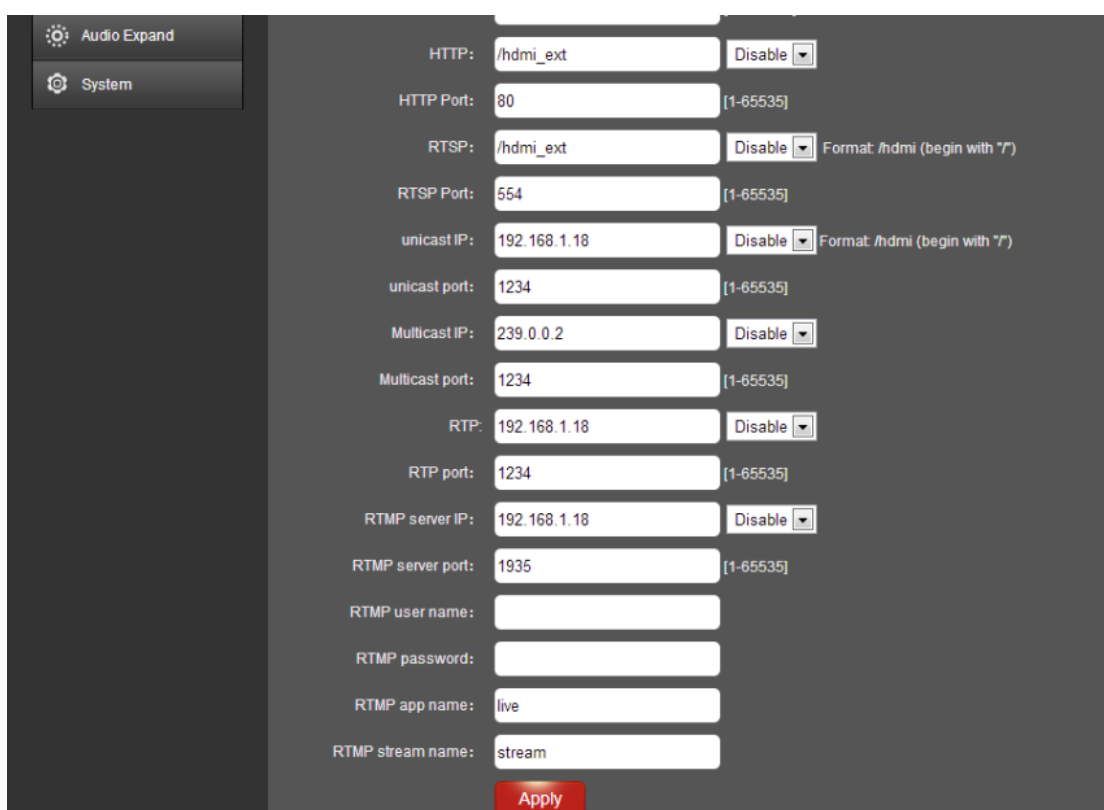 Audio Expand
System
HTTP: /hdmi_ext Disable
HTTP Port: 80 [1-65535]
RTSP: /hdmi_ext Disable Format: /hdmi (begin with "/")
RTSP Port: 554 [1-65535]
unicast IP: 192.168.1.18 Disable Format: /hdmi (begin with "/")
unicast port: 1234 [1-65535]
Multicast IP: 239.0.0.2 Disable
Multicast port: 1234 [1-65535]
RTP: 192.168.1.18 Disable
RTP port: 1234 [1-65535]
RTMP server IP: 192.168.1.18 Disable
RTMP server port: 1935 [1-65535]
RTMP user name:
RTMP password:
RTMP app name: live
RTMP stream name: stream
Apply